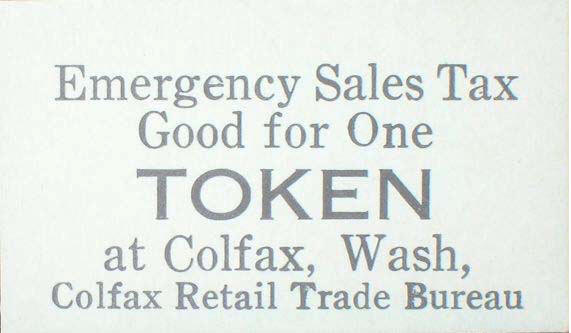 Emergency Sales Tax
Good for One
TOKEN
at Colfax, Wash,
Colfax Retail Trade Bureau